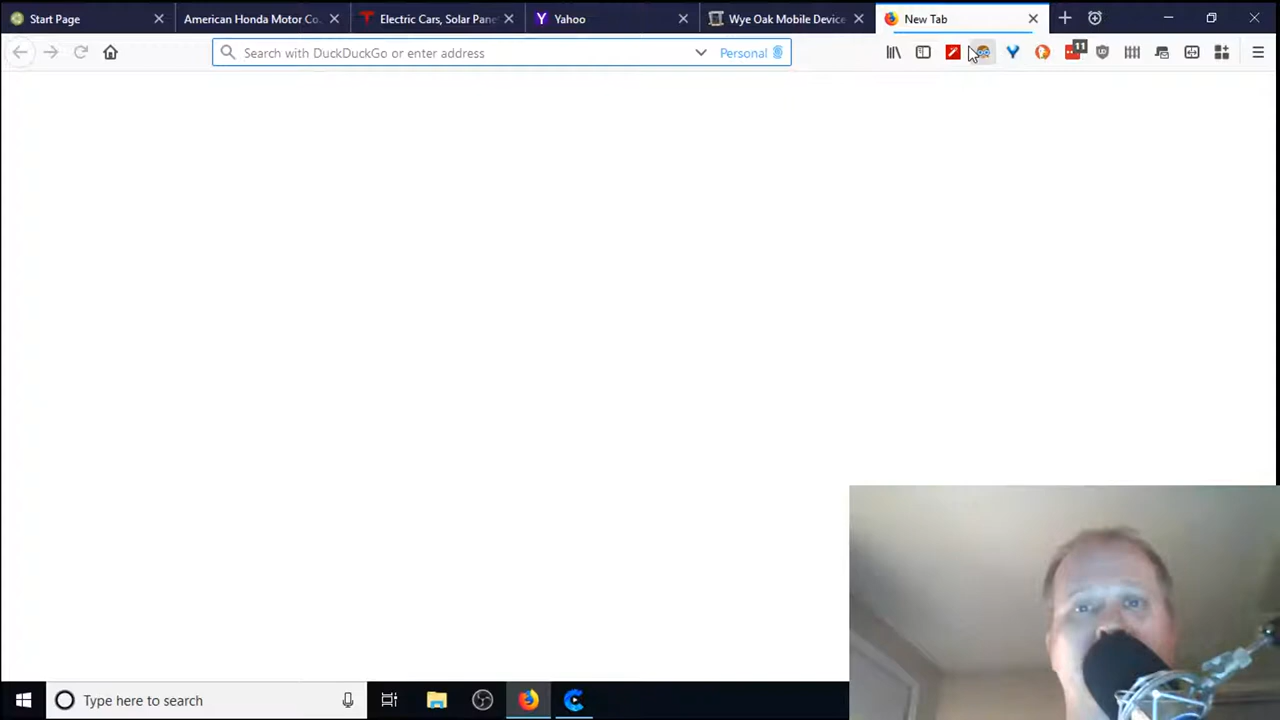 Start Page
American Honda Motor Co.
Electric Cars, Solar Pane
Yahoo
Wye Oak Mobile Device
New Tab
Search with DuckDuckGo or enter address
Personal
11
Type here to search